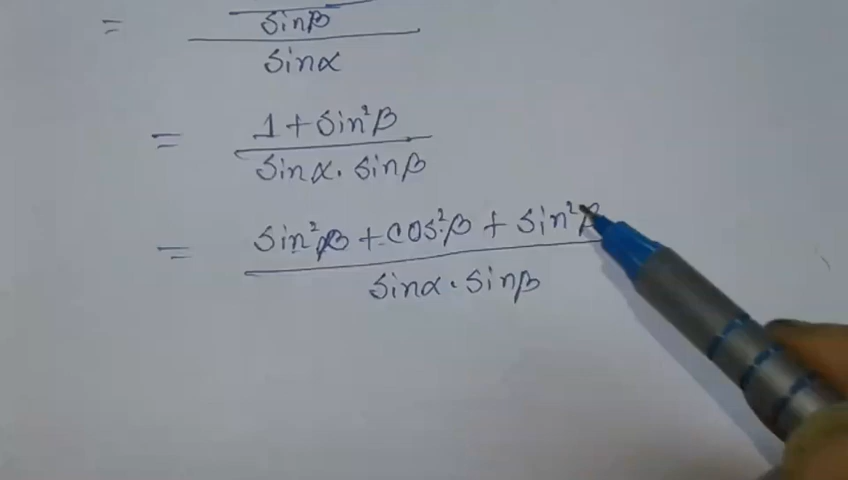 = sinβ / sinα
= (1 + sin²β) / (sinα . sinβ)
= (sin²β + cos²β + sin²β) / (sinα . sinβ)